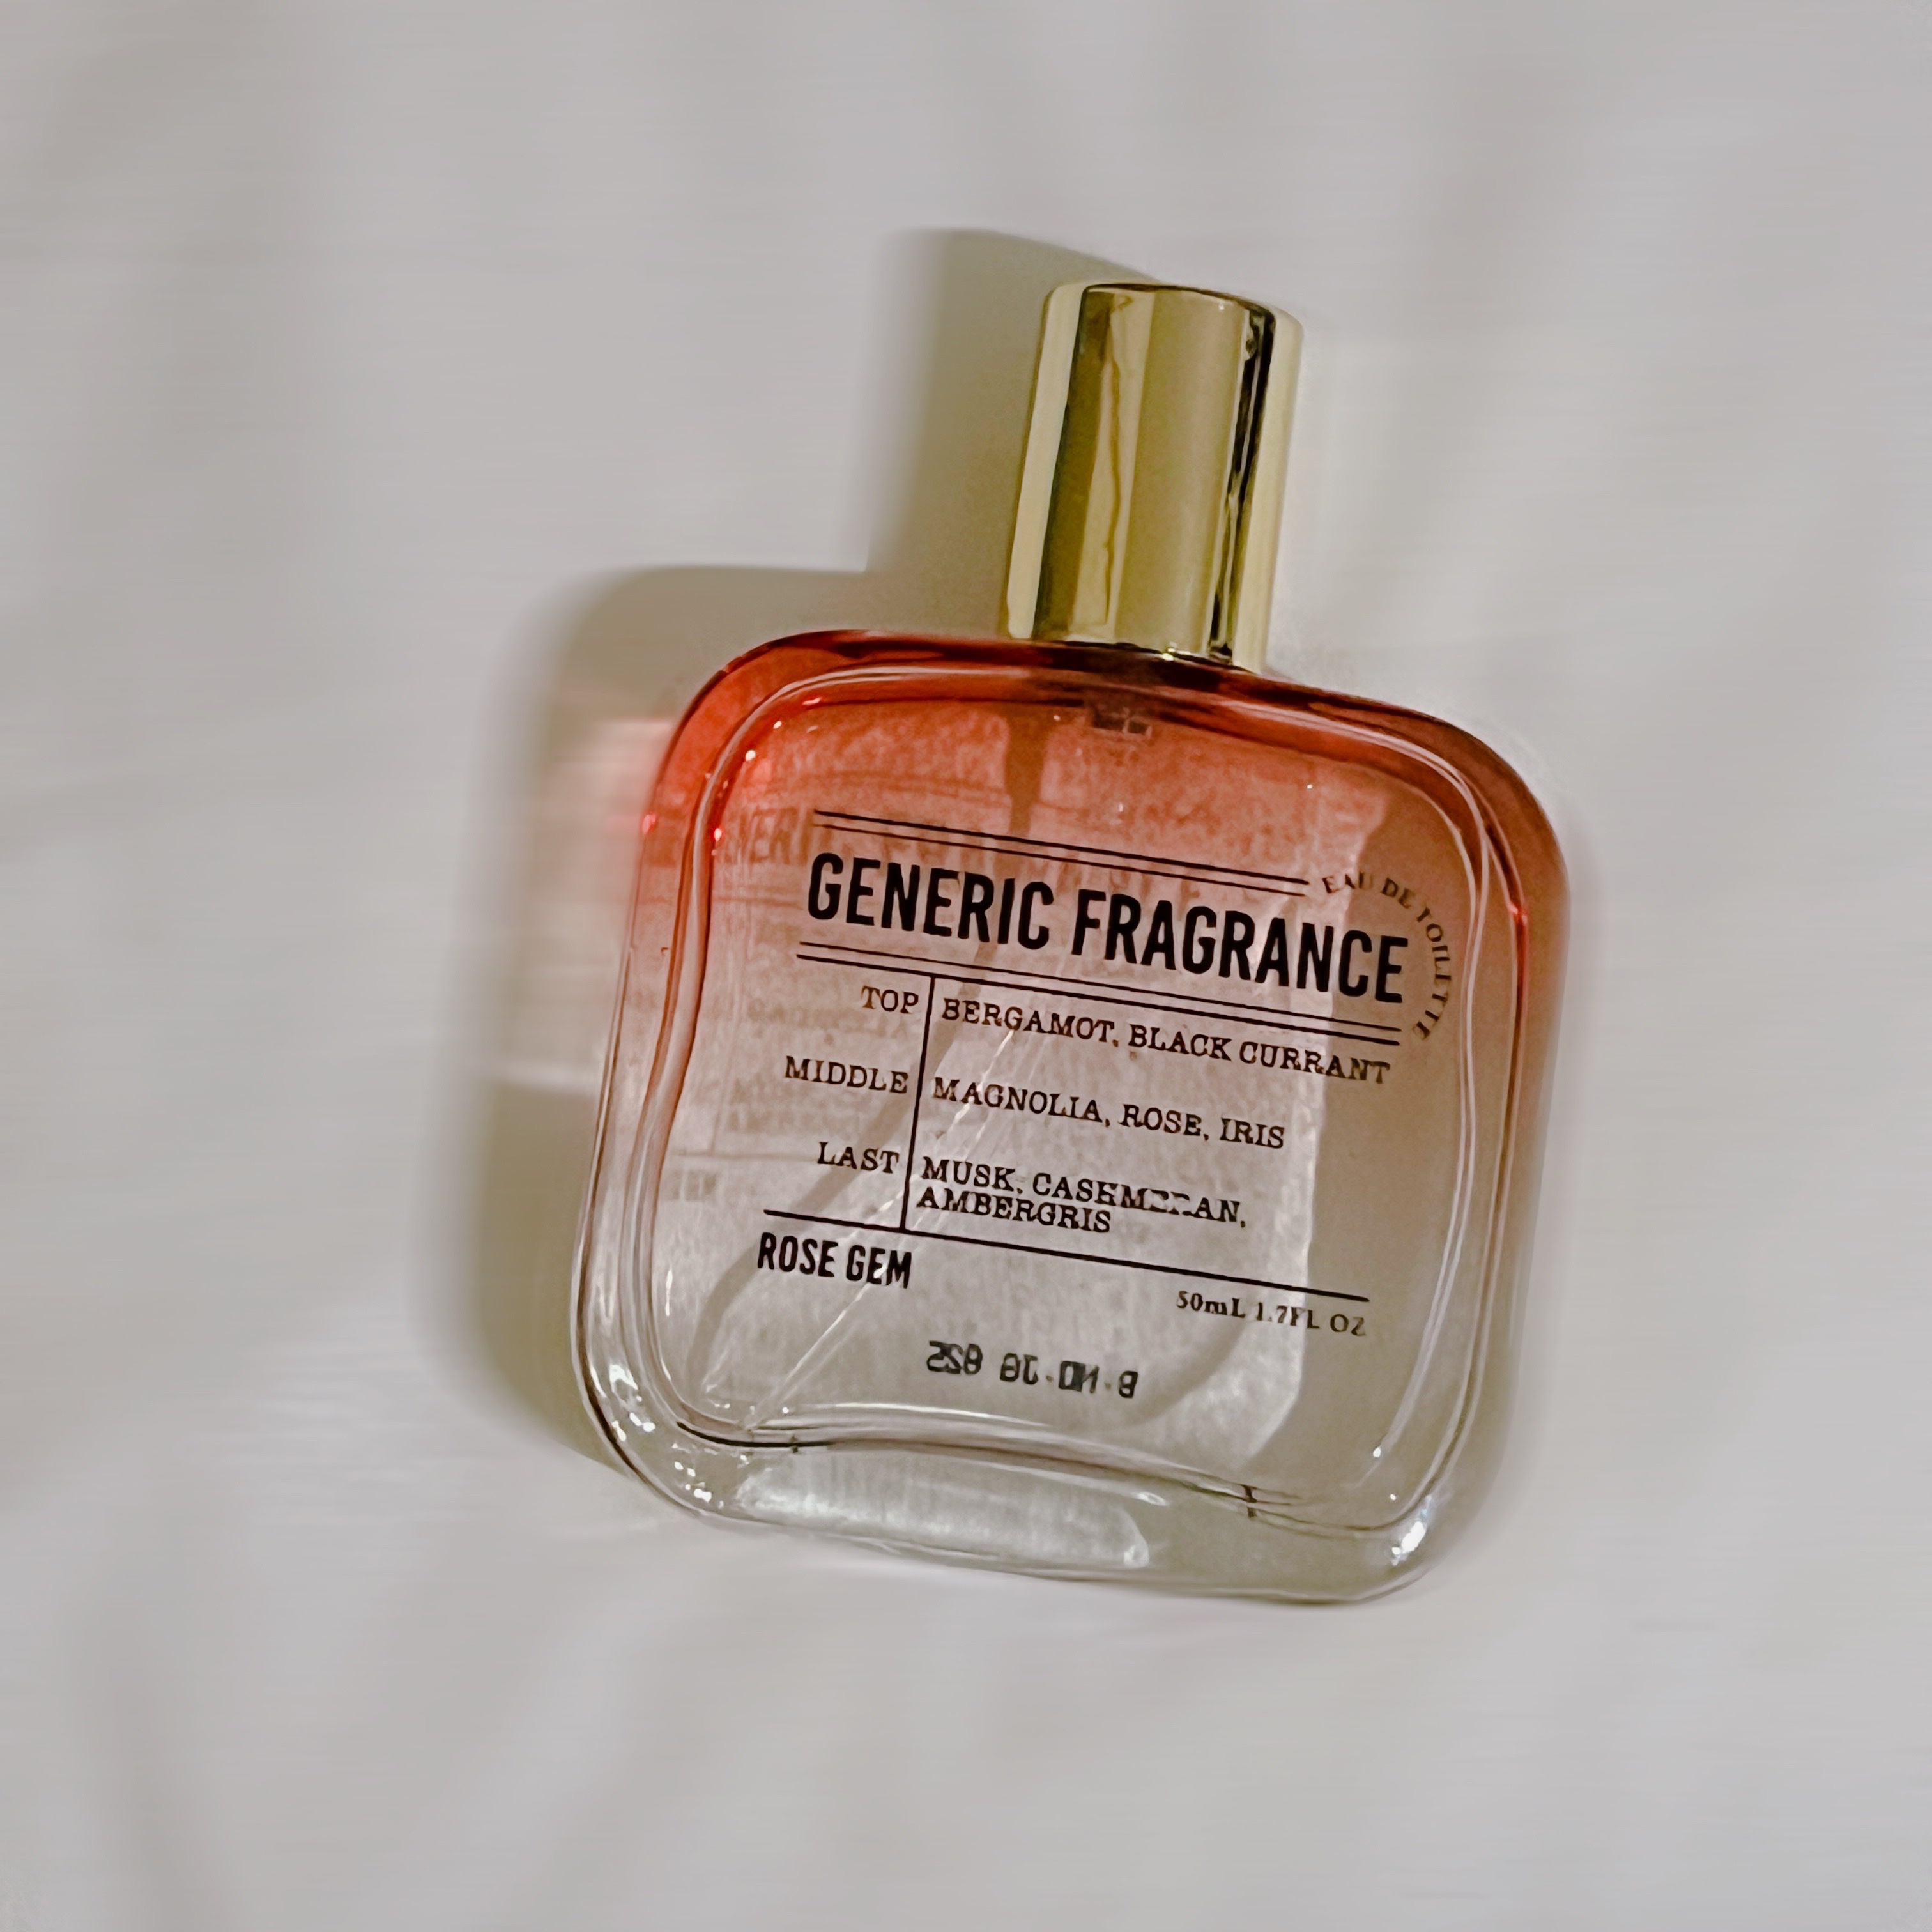 EAU DE TOILETTE
GENERIC FRAGRANCE
TOP BERGAMOT, BLACK CURRANT
MIDDLE MAGNOLIA, ROSE, IRIS
LAST MUSK, CASHMERAN,
AMBERGRIS
ROSE GEM
50mL 1.7FL OZ